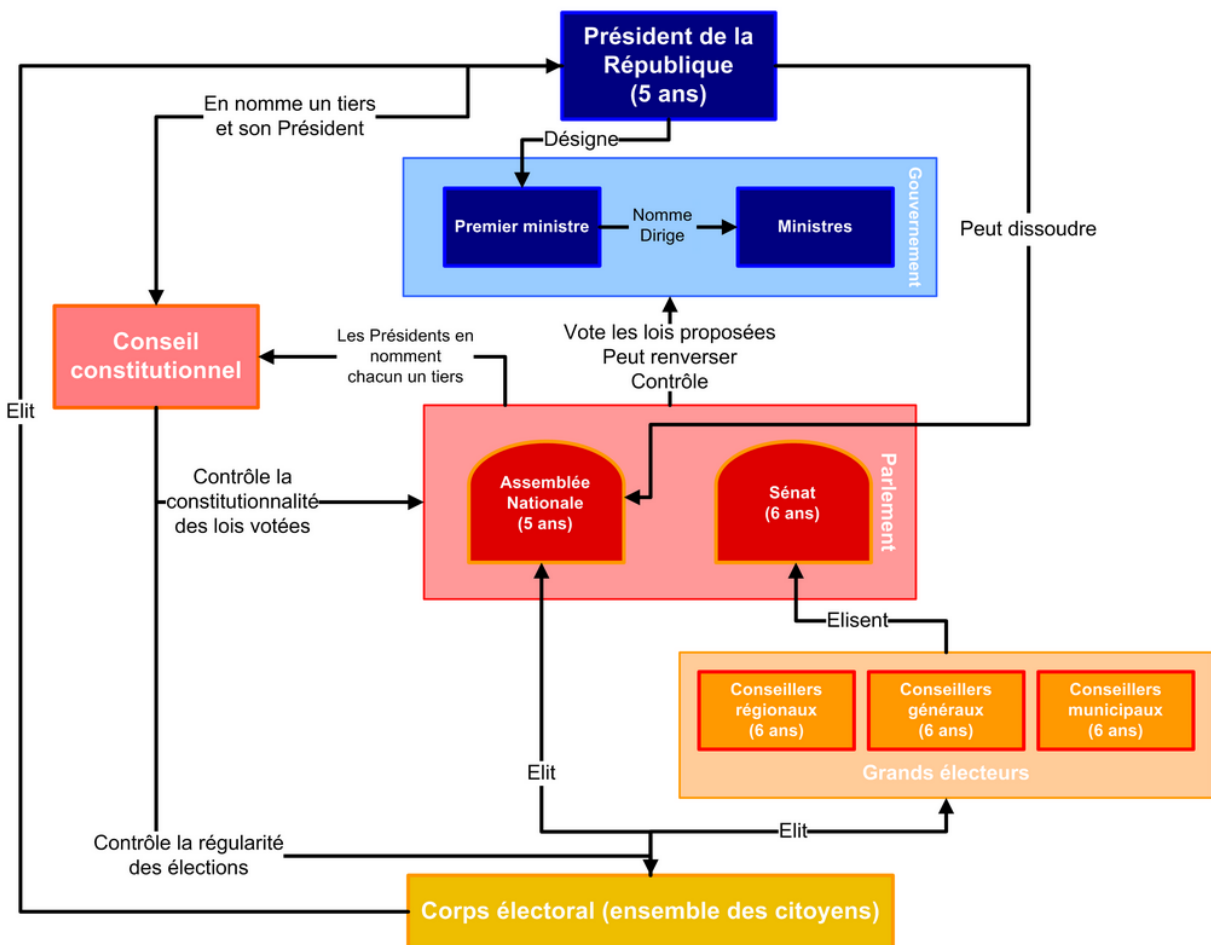 Président de la
République
(5 ans)
En nomme un tiers
et son Président
Désigne
Gouvernement
Premier ministre
Nomme
Dirige
Ministres
Peut dissoudre
Conseil
constitutionnel
Les Présidents en
nomment
chacun un tiers
Vote les lois proposées
Peut renverser
Contrôle
Elit
Parlement
Assemblée
Nationale
(5 ans)
Sénat
(6 ans)
Contrôle la
constitutionnalité
des lois votées
Elisent
Conseillers
régionaux
(6 ans)
Conseillers
généraux
(6 ans)
Conseillers
municipaux
(6 ans)
Grands électeurs
Elit
Elit
Contrôle la régularité
des élections
Corps électoral (ensemble des citoyens)